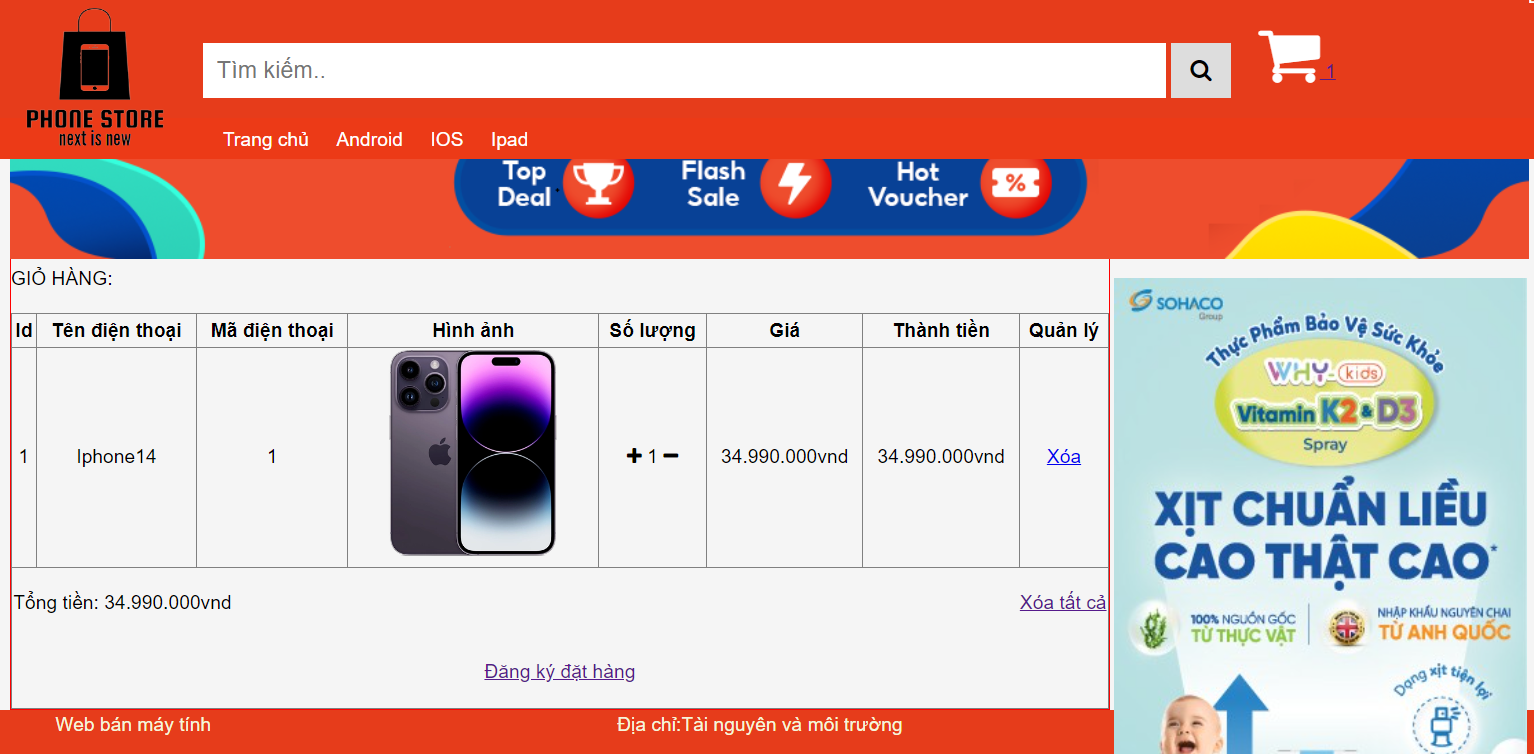 PHONE STORE
next is new
Tìm kiếm..
1
Trang chủ Android IOS Ipad
Top Deal
Flash Sale
Hot Voucher
%
GIỎ HÀNG:
Id Tên điện thoại Mã điện thoại Hình ảnh Số lượng Giá Thành tiền Quản lý
1 Iphone14 1 1 34.990.000vnd 34.990.000vnd Xóa
Tổng tiền: 34.990.000vnd Xóa tất cả
Đăng ký đặt hàng
SOHACO
Group
Thực Phẩm Bảo Vệ Sức Khỏe
WHY-kids
Vitamin K2 & D3
Spray
XỊT CHUẨN LIỀU
CAO THẬT CAO*
100% NGUỒN GỐC
TỪ THỰC VẬT
NHẬP KHẨU NGUYÊN CHAI
TỪ ANH QUỐC
Dạng xịt tiện lợi
Web bán máy tính Địa chỉ:Tài nguyên và môi trường